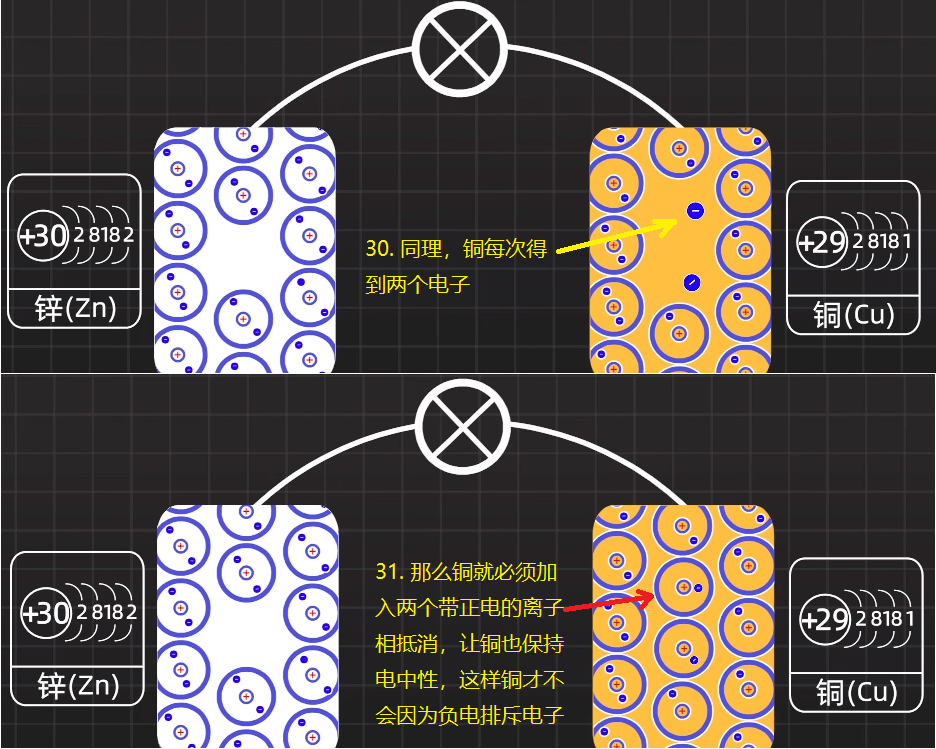 30. 同理，铜每次得
到两个电子
+30 2 8 18 2
锌(Zn)
+29 2 8 18 1
铜(Cu)
31. 那么铜就必须加
入两个带正电的离子
相抵消，让铜也保持
电中性，这样铜才不
会因为负电排斥电子
+30 2 8 18 2
锌(Zn)
+29 2 8 18 1
铜(Cu)